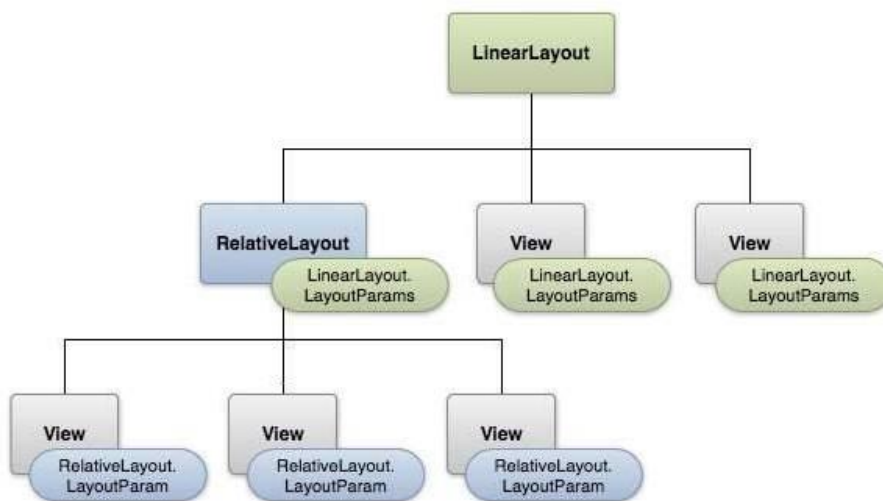 LinearLayout
RelativeLayout
LinearLayout.
LayoutParams
View
LinearLayout.
LayoutParams
View
LinearLayout.
LayoutParams
View
RelativeLayout.
LayoutParam
View
RelativeLayout.
LayoutParam
View
RelativeLayout.
LayoutParam